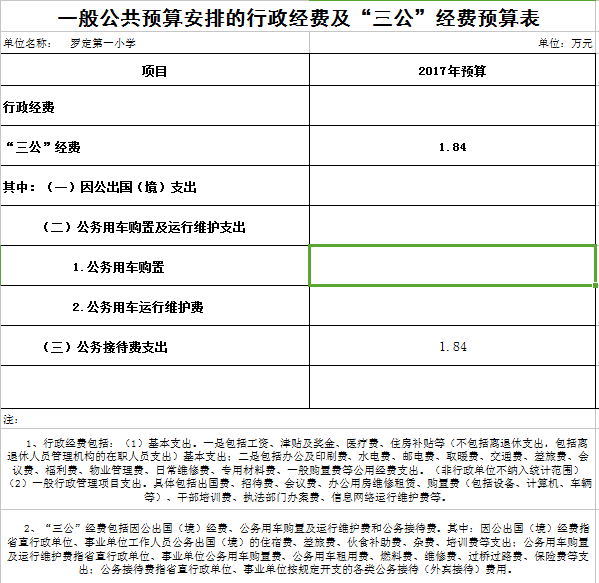 一般公共预算安排的行政经费及“三公”经费预算表
单位名称： 罗定第一小学 单位：万元
项目 2017年预算
行政经费
“三公”经费 1.84
其中：（一）因公出国（境）支出
（二）公务用车购置及运行维护支出
1.公务用车购置
2.公务用车运行维护费
（三）公务接待费支出 1.84
注：
1、行政经费包括：（1）基本支出。一是包括工资、津贴及奖金、医疗费、住房补贴等（不包括离退休支出，包括离
退休人员管理机构的在职人员支出）基本支出；二是包括办公及印刷费、水电费、邮电费、取暖费、交通费、差旅费、会
议费、福利费、物业管理费、日常维修费、专用材料费、一般购置费等公用经费支出。（非行政单位不纳入统计范围）
（2）一般行政管理项目支出。具体包括出国费、招待费、会议费、办公用房维修租赁、购置费（包括设备、计算机、车辆
等）、干部培训费、执法部门办案费、信息网络运行维护费等。
2、“三公”经费包括因公出国（境）经费、公务用车购置及运行维护费和公务接待费。其中：因公出国（境）经费指
省直行政单位、事业单位工作人员公务出国（境）的住宿费、差旅费、伙食补助费、杂费、培训费等支出；公务用车购置
及运行维护费指省直行政单位、事业单位公务用车购置费、公务用车租用费、燃料费、维修费、过桥过路费、保险费等支
出；公务接待费指省直行政单位、事业单位按规定开支的各类公务接待（外宾接待）费用。